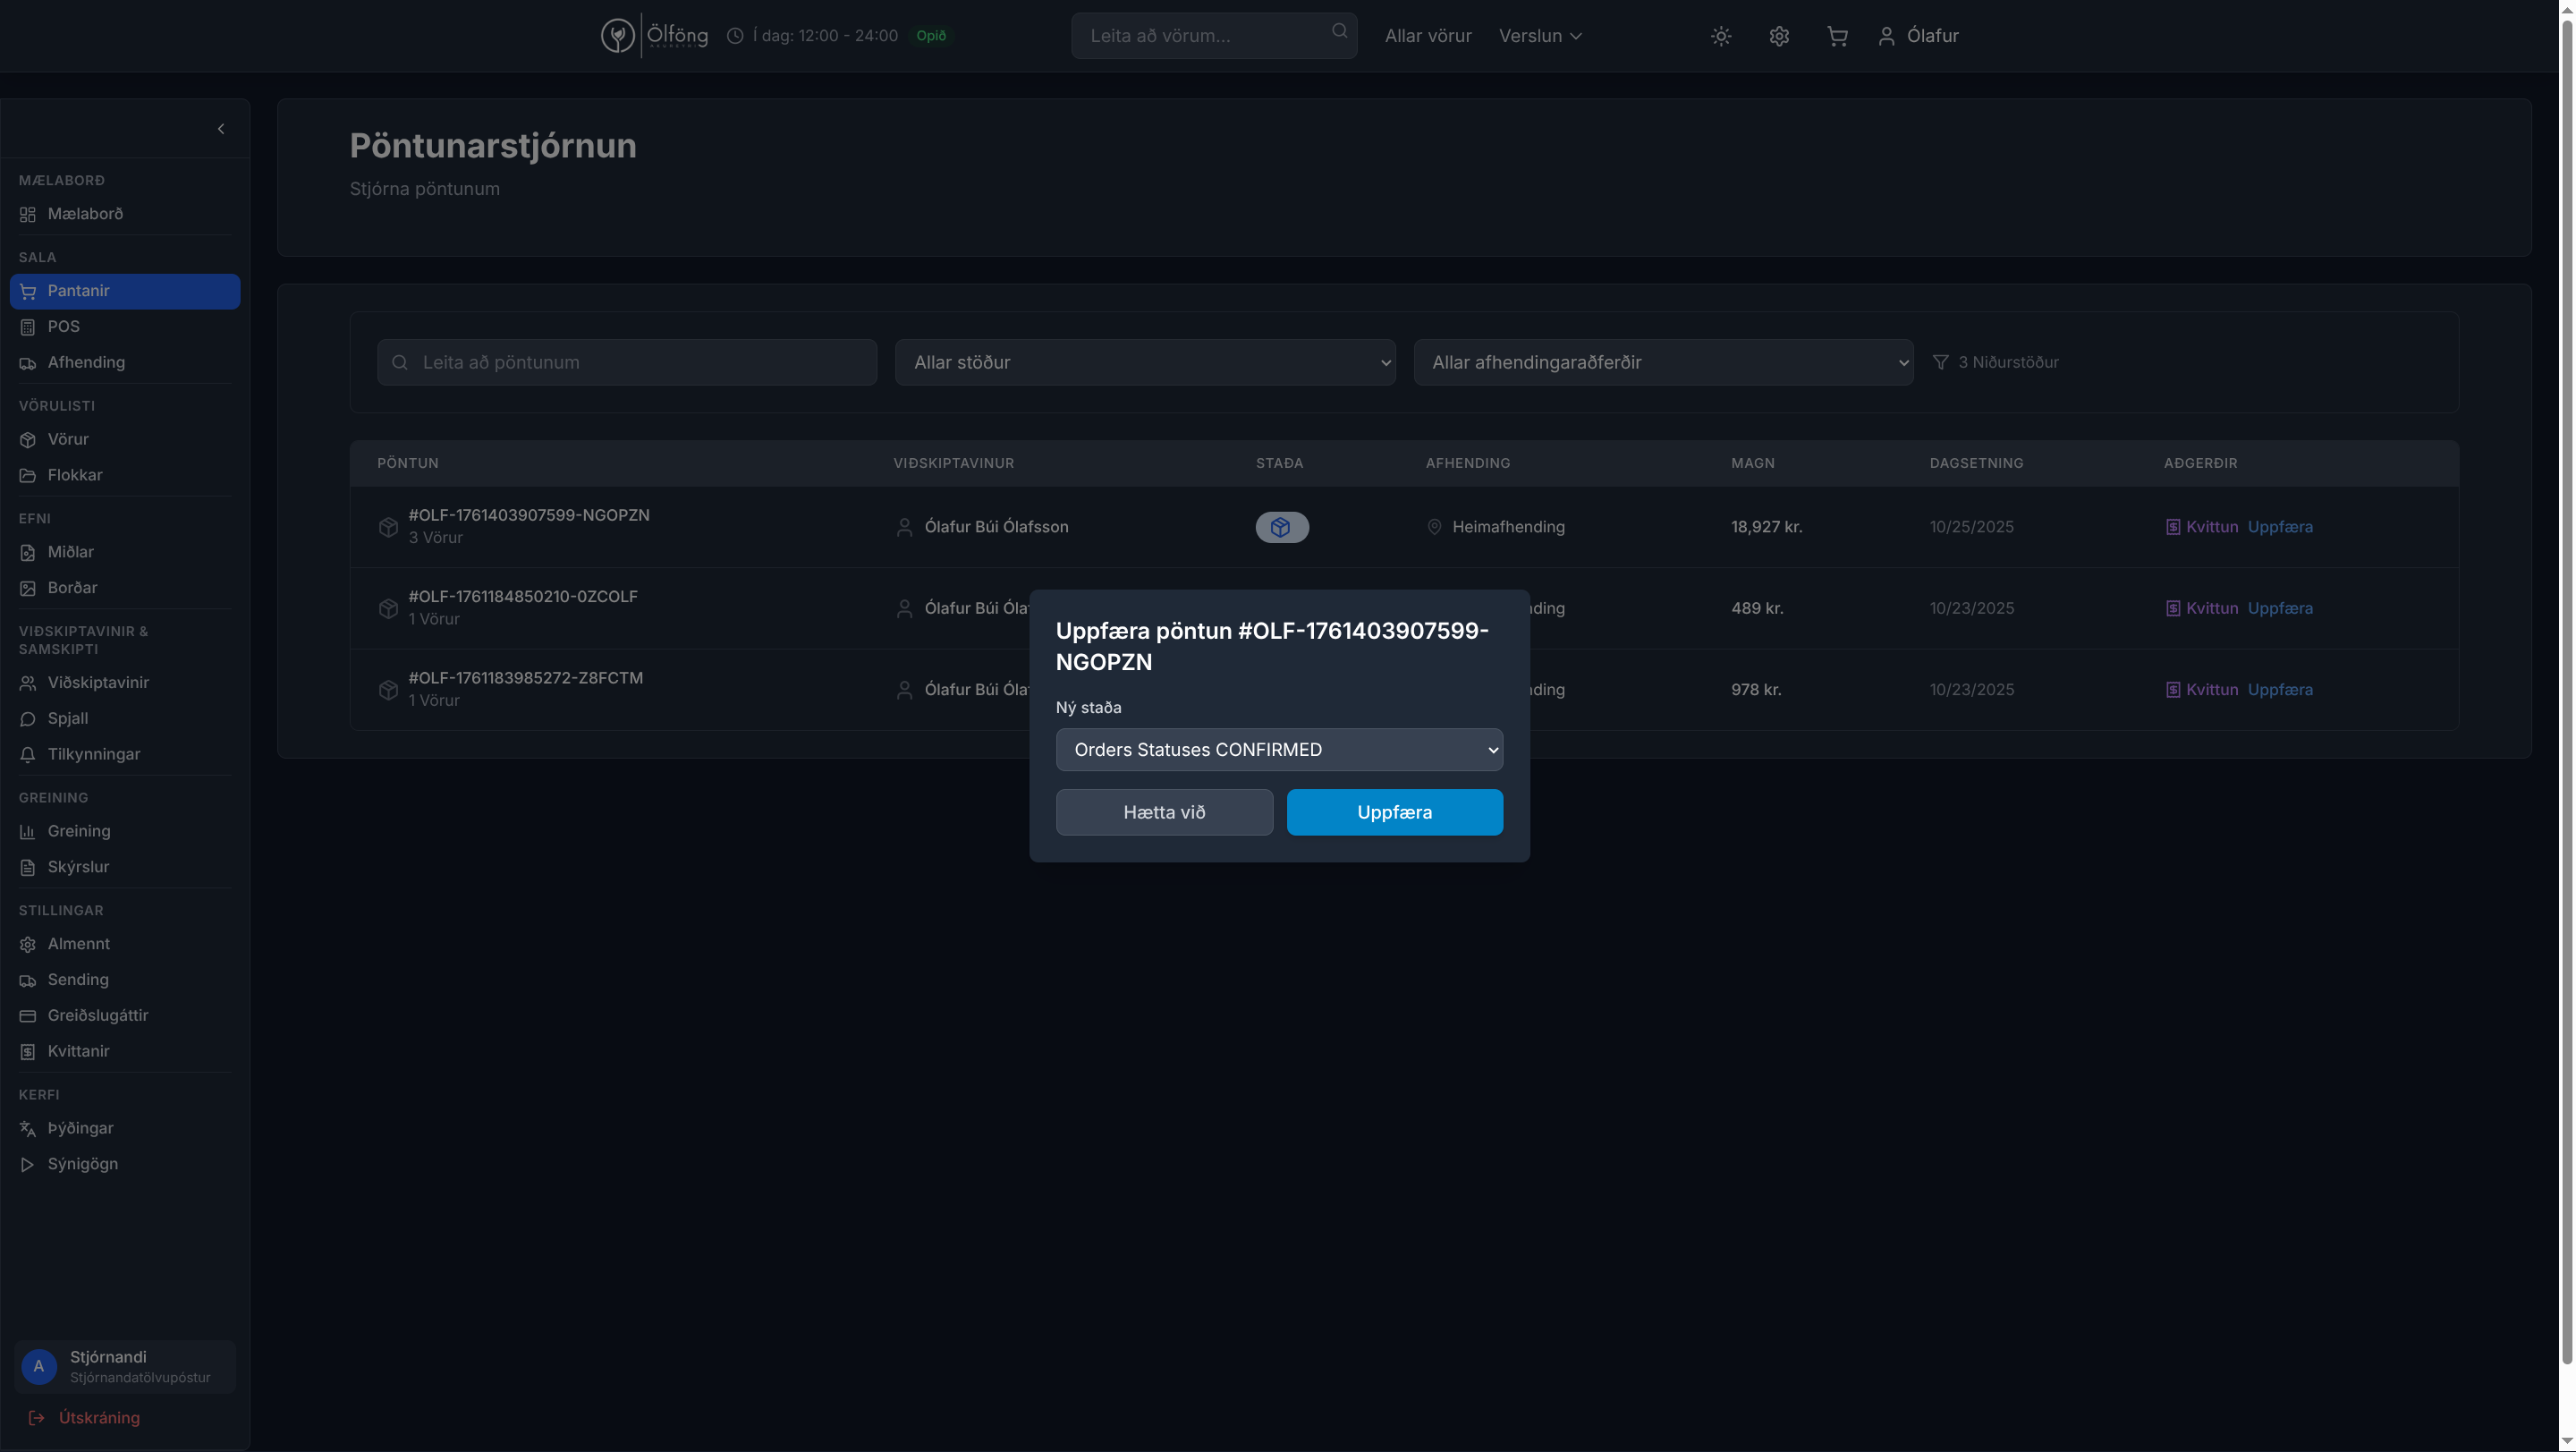 Ölföng
Í dag: 12:00 - 24:00 Opið
Leita að vörum...
Allar vörur
Verslun
Ólafur
MÆLABORÐ
Mælaborð
SALA
Pantanir
POS
Afhending
VÖRULISTI
Vörur
Flokkar
EFNI
Miðlar
Borðar
VIÐSKIPTAVINIR &
SAMSKIPTI
Viðskiptavinir
Spjall
Tilkynningar
GREINING
Greining
Skýrslur
STILLINGAR
Almennt
Sending
Greiðslugáttir
Kvittanir
KERFI
Þýðingar
Sýnigögn
A
Stjórnandi
Stjórnandatölvupóstur
Útskráning
Pöntunarstjórnun
Stjórna pöntunum
Leita að pöntunum
Allar stöður
Allar afhendingaraðferðir
3 Niðurstöður
PÖNTUN VIÐSKIPTAVINUR STAÐA AFHENDING MAGN DAGSETNING AÐGERÐIR
#OLF-1761403907599-NGOPZN
3 Vörur
Ólafur Búi Ólafsson
Heimafhending
18,927 kr.
10/25/2025
Kvittun Uppfæra
#OLF-1761184850210-0ZCOLF
1 Vörur
Ólafur Búi Óla
ding
489 kr.
10/23/2025
Kvittun Uppfæra
#OLF-1761183985272-Z8FCTM
1 Vörur
Ólafur Búi Óla
ding
978 kr.
10/23/2025
Kvittun Uppfæra
Uppfæra pöntun #OLF-1761403907599-
NGOPZN
Ný staða
Orders Statuses CONFIRMED
Hætta við
Uppfæra